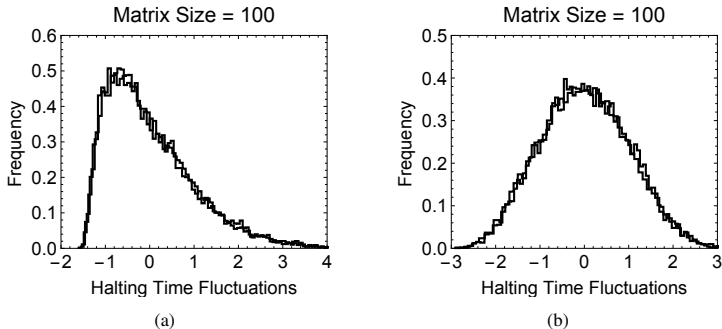 Matrix Size = 100
0.6
0.5
0.4
0.3
0.2
0.1
0.0
Frequency
−2 −1 0 1 2 3 4
Halting Time Fluctuations
(a)
Matrix Size = 100
0.5
0.4
0.3
0.2
0.1
0.0
Frequency
−3 −2 −1 0 1 2 3
Halting Time Fluctuations
(b)